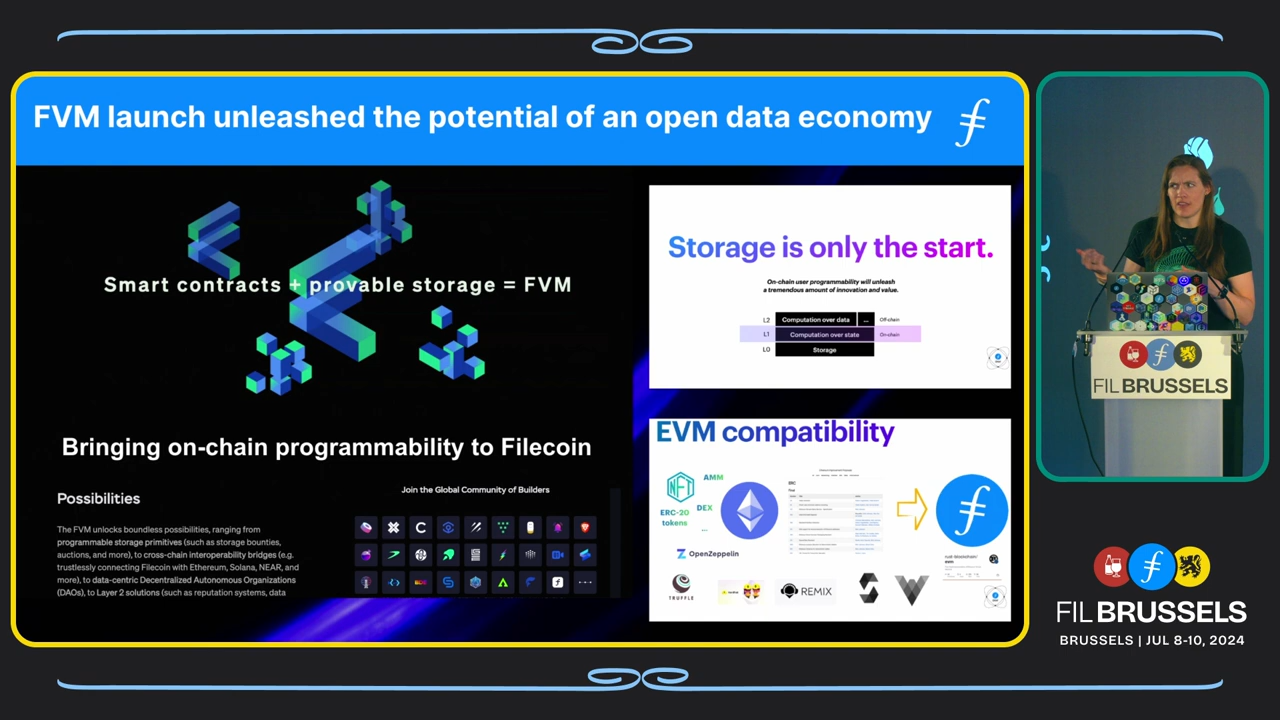 FVM launch unleashed the potential of an open data economy
Smart contracts + provable storage = FVM
Bringing on-chain programmability to Filecoin
Possibilities
The FVM unlocks boundless possibilities, ranging from
programmable storage primitives (such as storage bounties,
auctions, and more), to cross-chain interoperability bridges (e.g.
trustlessly connecting Filecoin with Ethereum, Solana, NEAR, and
more), to data-centric Decentralized Autonomous Organizations
(DAOs), to Layer 2 solutions (such as reputation systems, data
Join the Global Community of Builders
Storage is only the start.
On-chain user programmability will unleash
a tremendous amount of innovation and value.
L2 Computation over data ... Off-chain
L1 Computation over state On-chain
L0 Storage
EVM compatibility
NFT
AMM
DEX
ERC-20
tokens
OpenZeppelin
TRUFFLE
REMIX
FIL BRUSSELS
FIL BRUSSELS
BRUSSELS | JUL 8-10, 2024